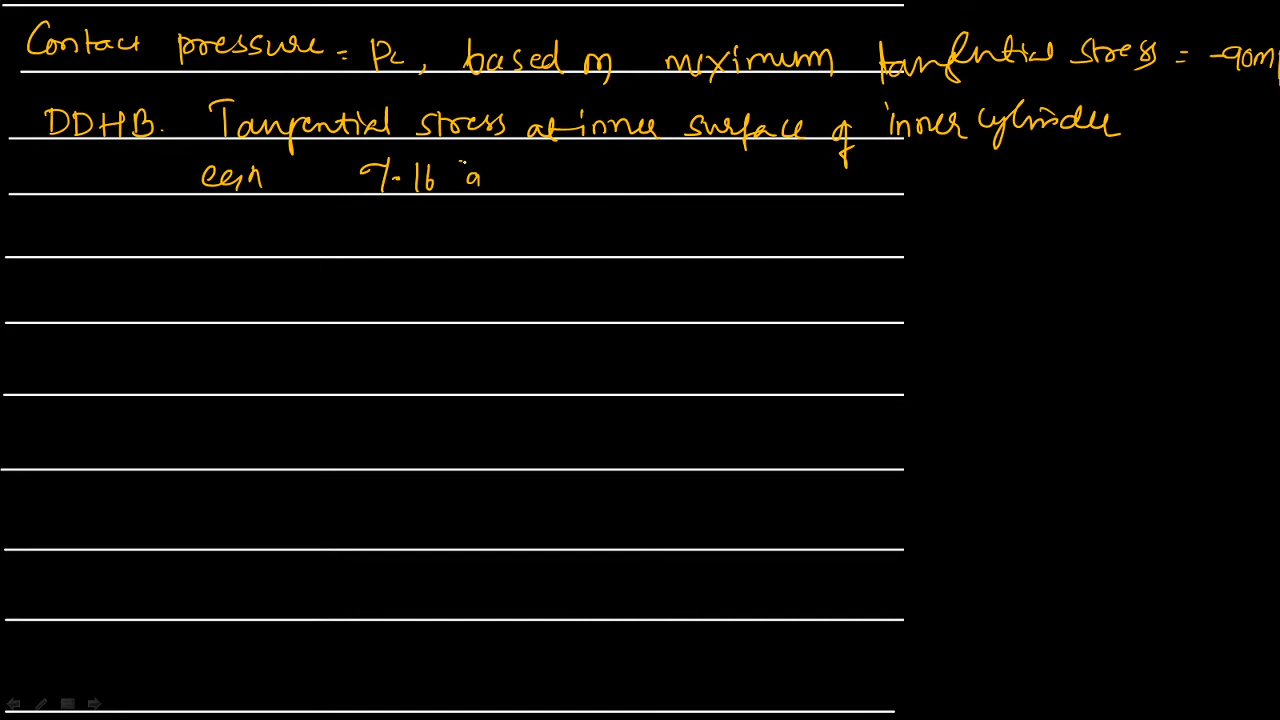 Contact pressure = Pc, based on maximum tangential stress = -90m
DDHB. Tangential stress at inner surface of inner cylinder
eqn 7.16 a